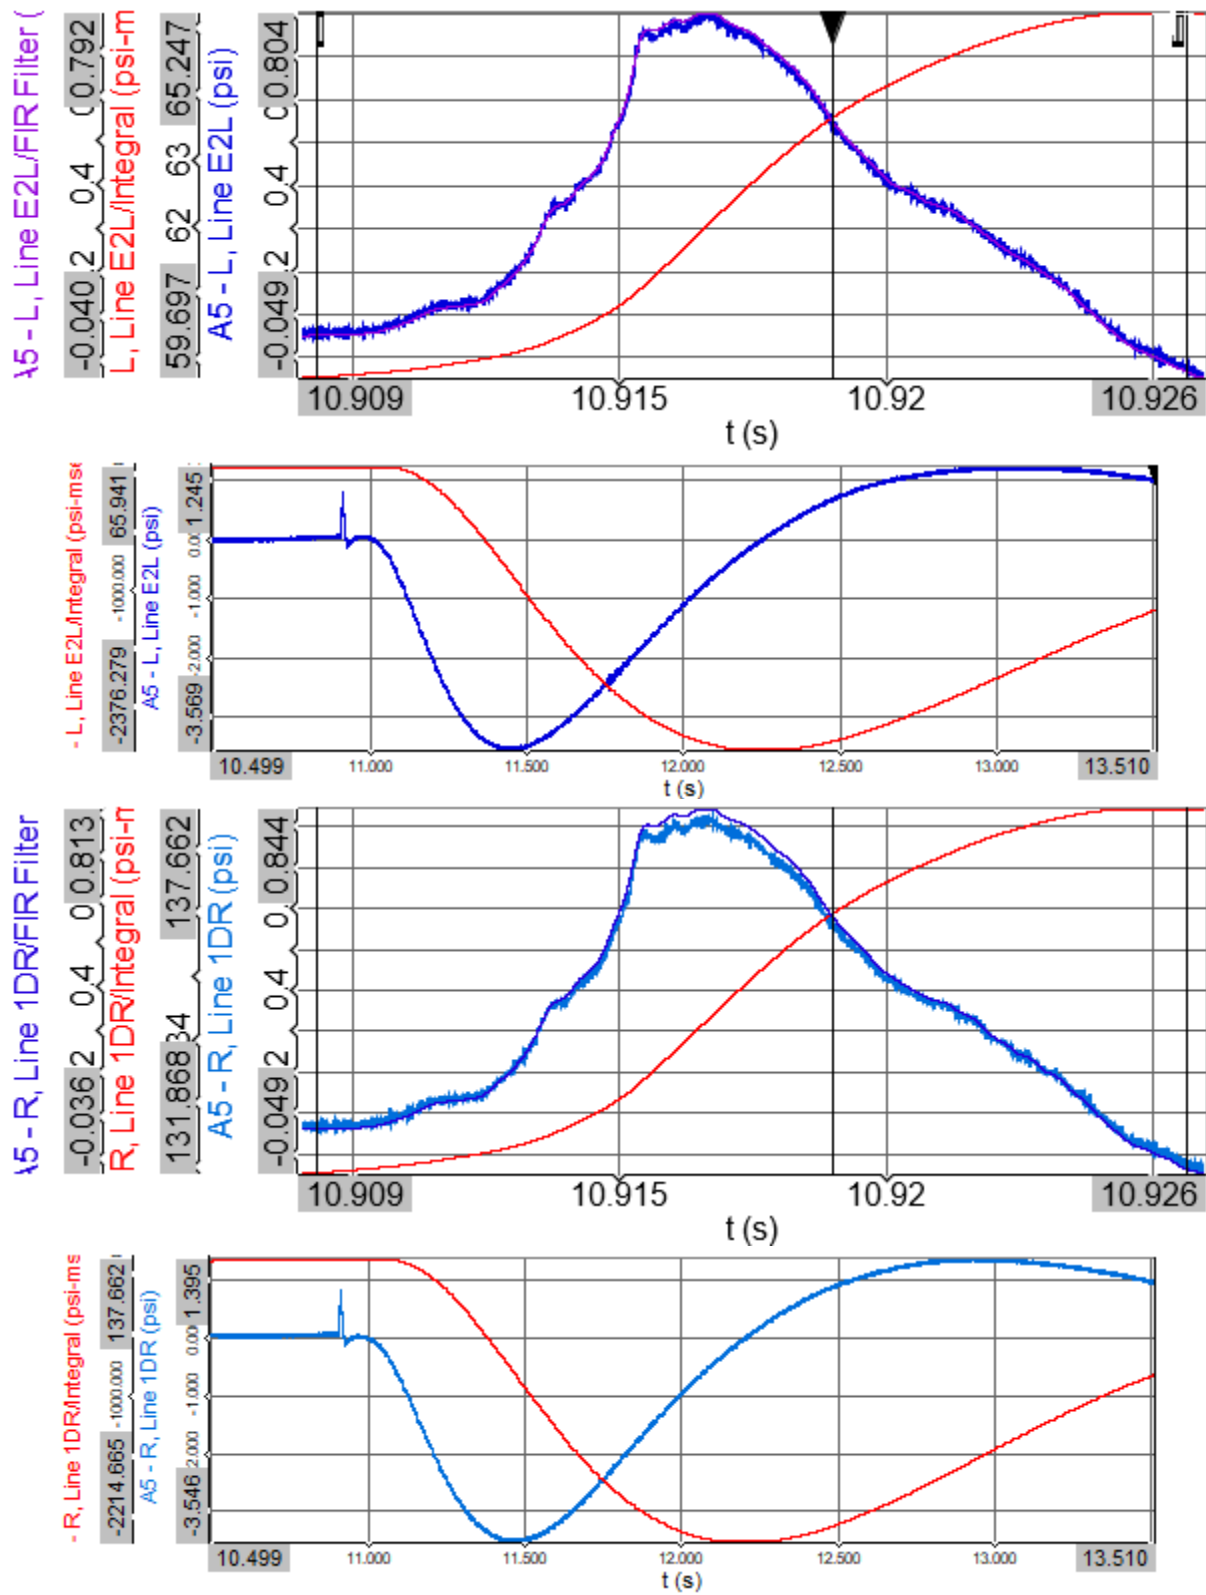 A5 - L, Line E2L/FIR Filter (
-0.040 0.2 0.4 0.792
L, Line E2L/Integral (psi-m
59.697 62 63 65.247
A5 - L, Line E2L (psi)
-0.049 .2 0.4 0.804
10.909 10.915 10.92 10.926
t (s)
- L, Line E2L/Integral (psi-mse
-2376.279 -1000.000 65.941
A5 - L, Line E2L (psi)
-3.569 -2.000 -1.000 0.00 1.245
10.499 11.000 11.500 12.000 12.500 13.000 13.510
t (s)
A5 - R, Line 1DR/FIR Filter
-0.036 2 0.4 0 0.813
R, Line 1DR/Integral (psi-m
131.868 34 137.662
A5 - R, Line 1DR (psi)
-0.049 2 0.4 0 0.844
10.909 10.915 10.92 10.926
t (s)
- R, Line 1DR/Integral (psi-ms
-2214.665 -1000.000 137.662
A5 - R, Line 1DR (psi)
-3.546 2.000 -1.000 0.00 1.395
10.499 11.000 11.500 12.000 12.500 13.000 13.510
t (s)